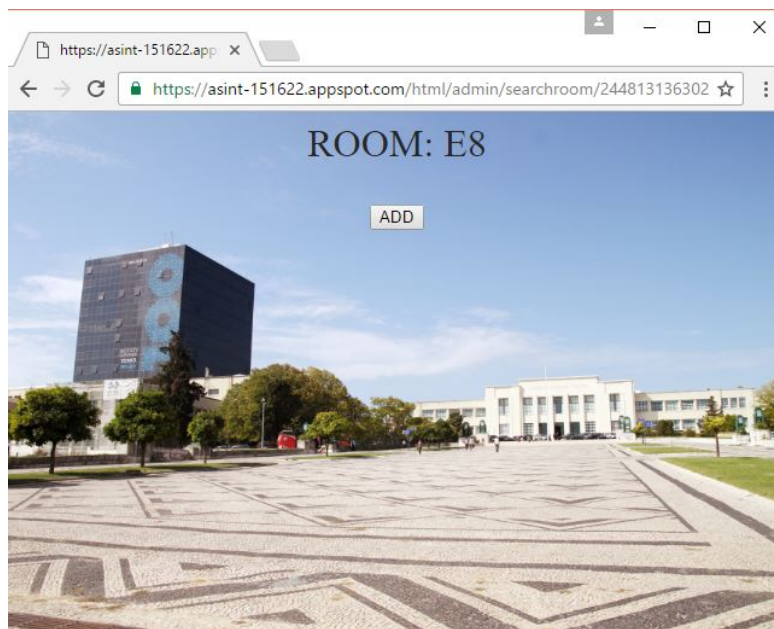 https://asint-151622.app
https://asint-151622.appspot.com/html/admin/searchroom/244813136302
ROOM: E8
ADD